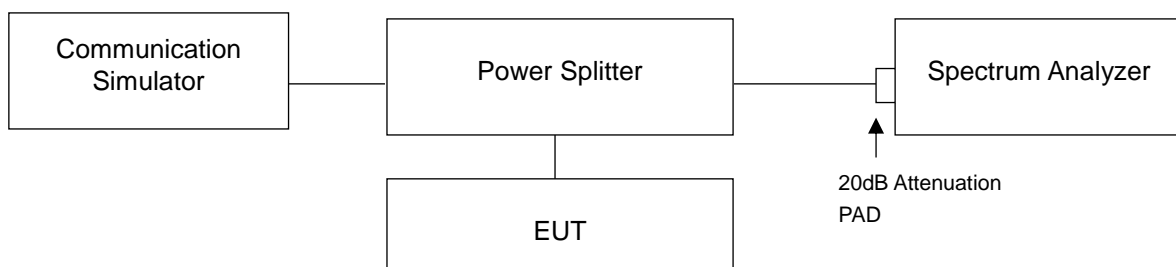 Communication
Simulator
Power Splitter
Spectrum Analyzer
20dB Attenuation
PAD
EUT